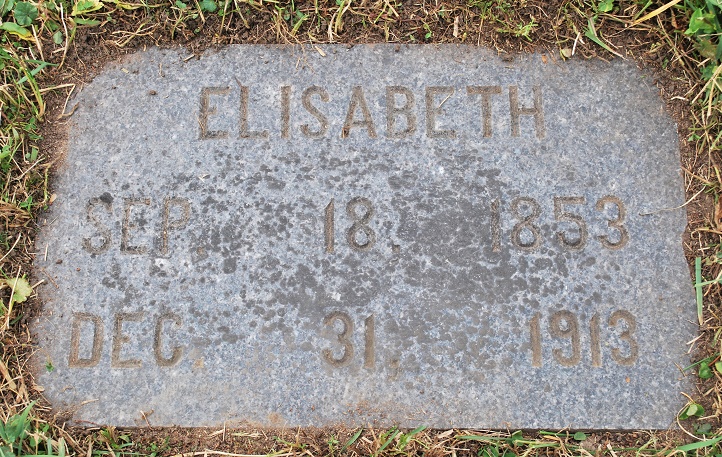 ELISABETH
SEP. 18. 1853
DEC. 31. 1913